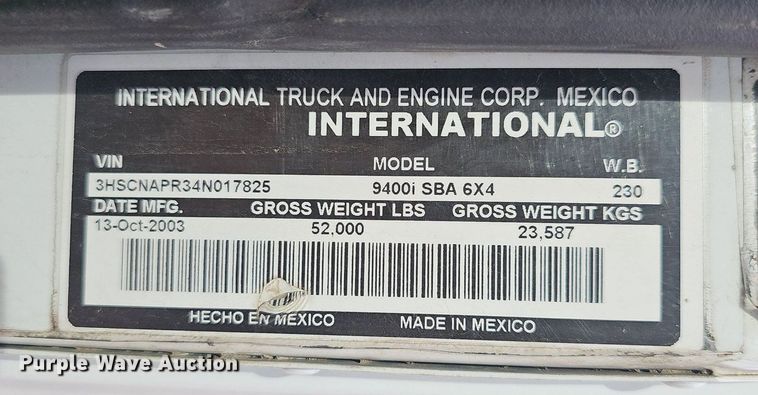 INTERNATIONAL TRUCK AND ENGINE CORP. MEXICO
INTERNATIONAL®
VIN MODEL W.B.
3HSCNAPR34N017825 9400i SBA 6X4 230
DATE MFG. GROSS WEIGHT LBS GROSS WEIGHT KGS
13-Oct-2003 52,000 23,587
HECHO EN MEXICO MADE IN MEXICO
Purple Wave Auction